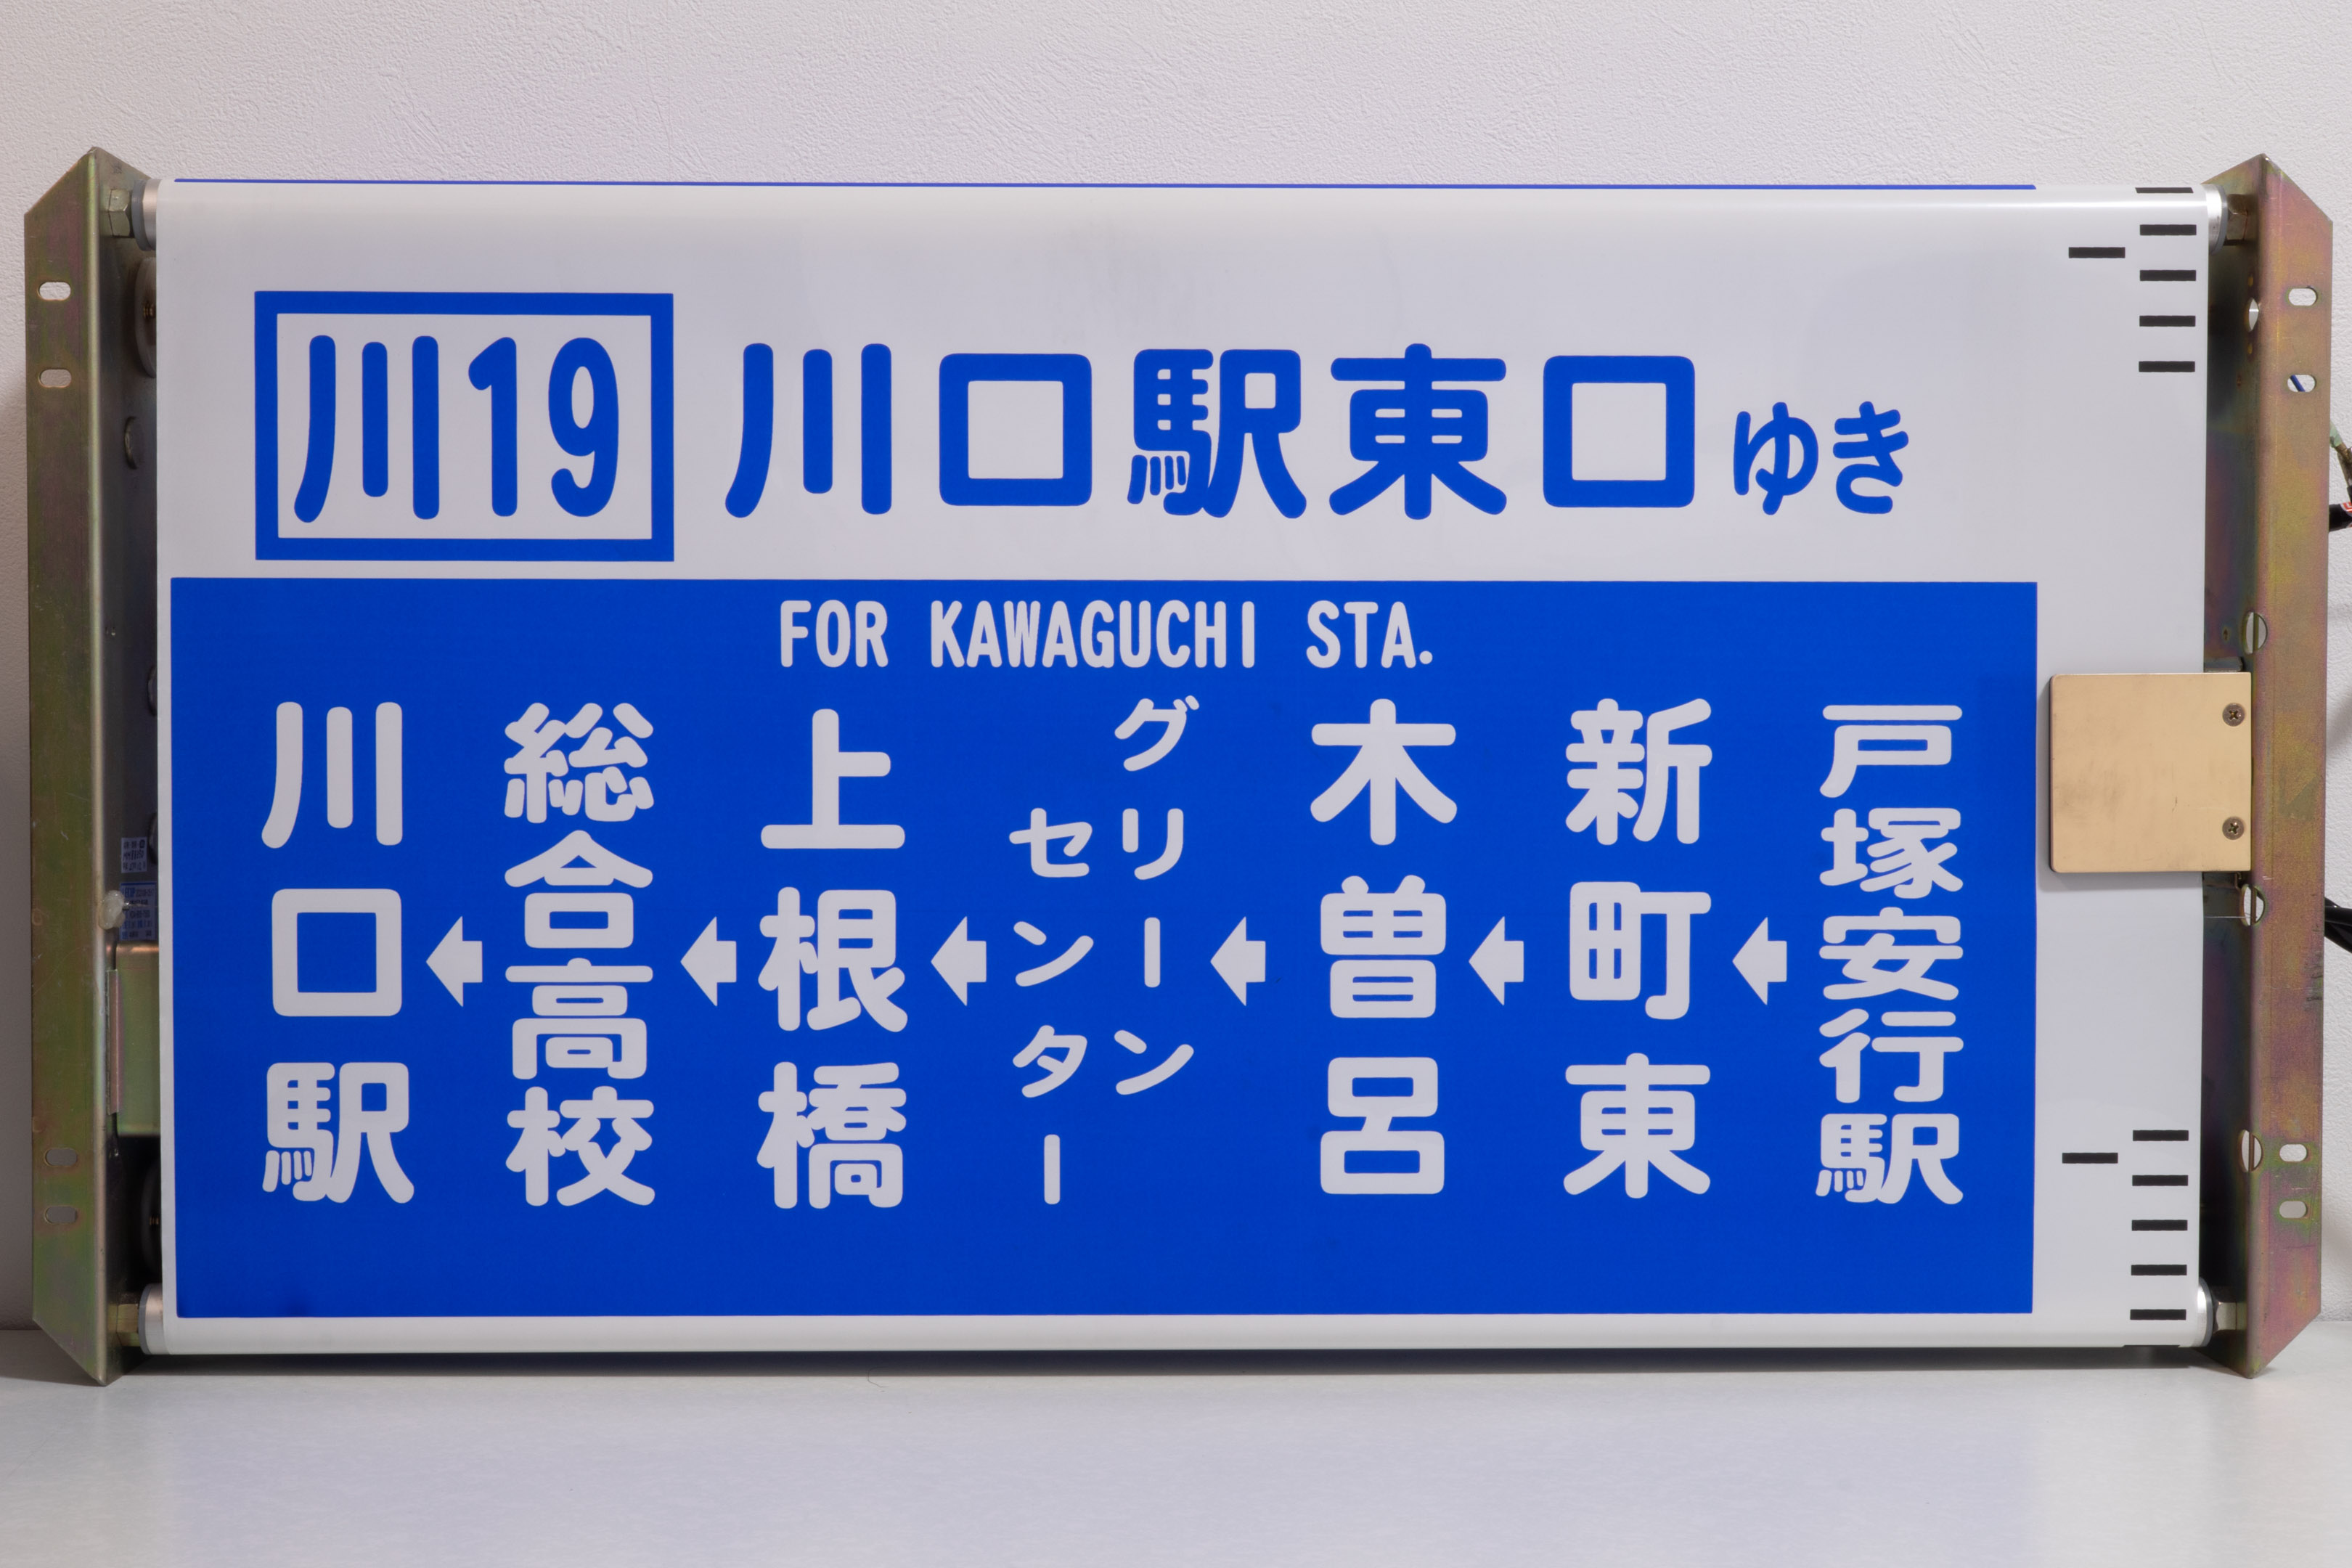 川19 川口駅東口ゆき
FOR KAWAGUCHI STA.
戸塚安行駅
新町東
木曽呂
グリーン
センター
上根橋
総合高校
川口駅